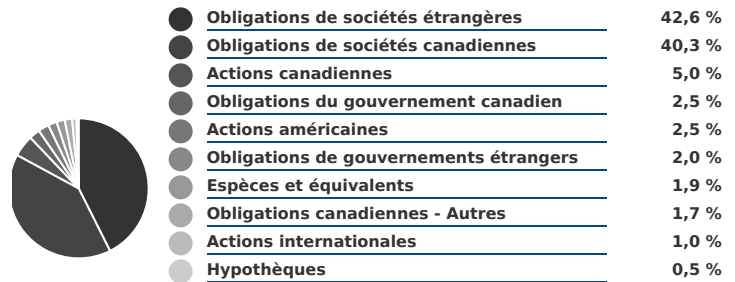 Obligations de sociétés étrangères 42,6 %
Obligations de sociétés canadiennes 40,3 %
Actions canadiennes 5,0 %
Obligations du gouvernement canadien 2,5 %
Actions américaines 2,5 %
Obligations de gouvernements étrangers 2,0 %
Espèces et équivalents 1,9 %
Obligations canadiennes - Autres 1,7 %
Actions internationales 1,0 %
Hypothèques 0,5 %